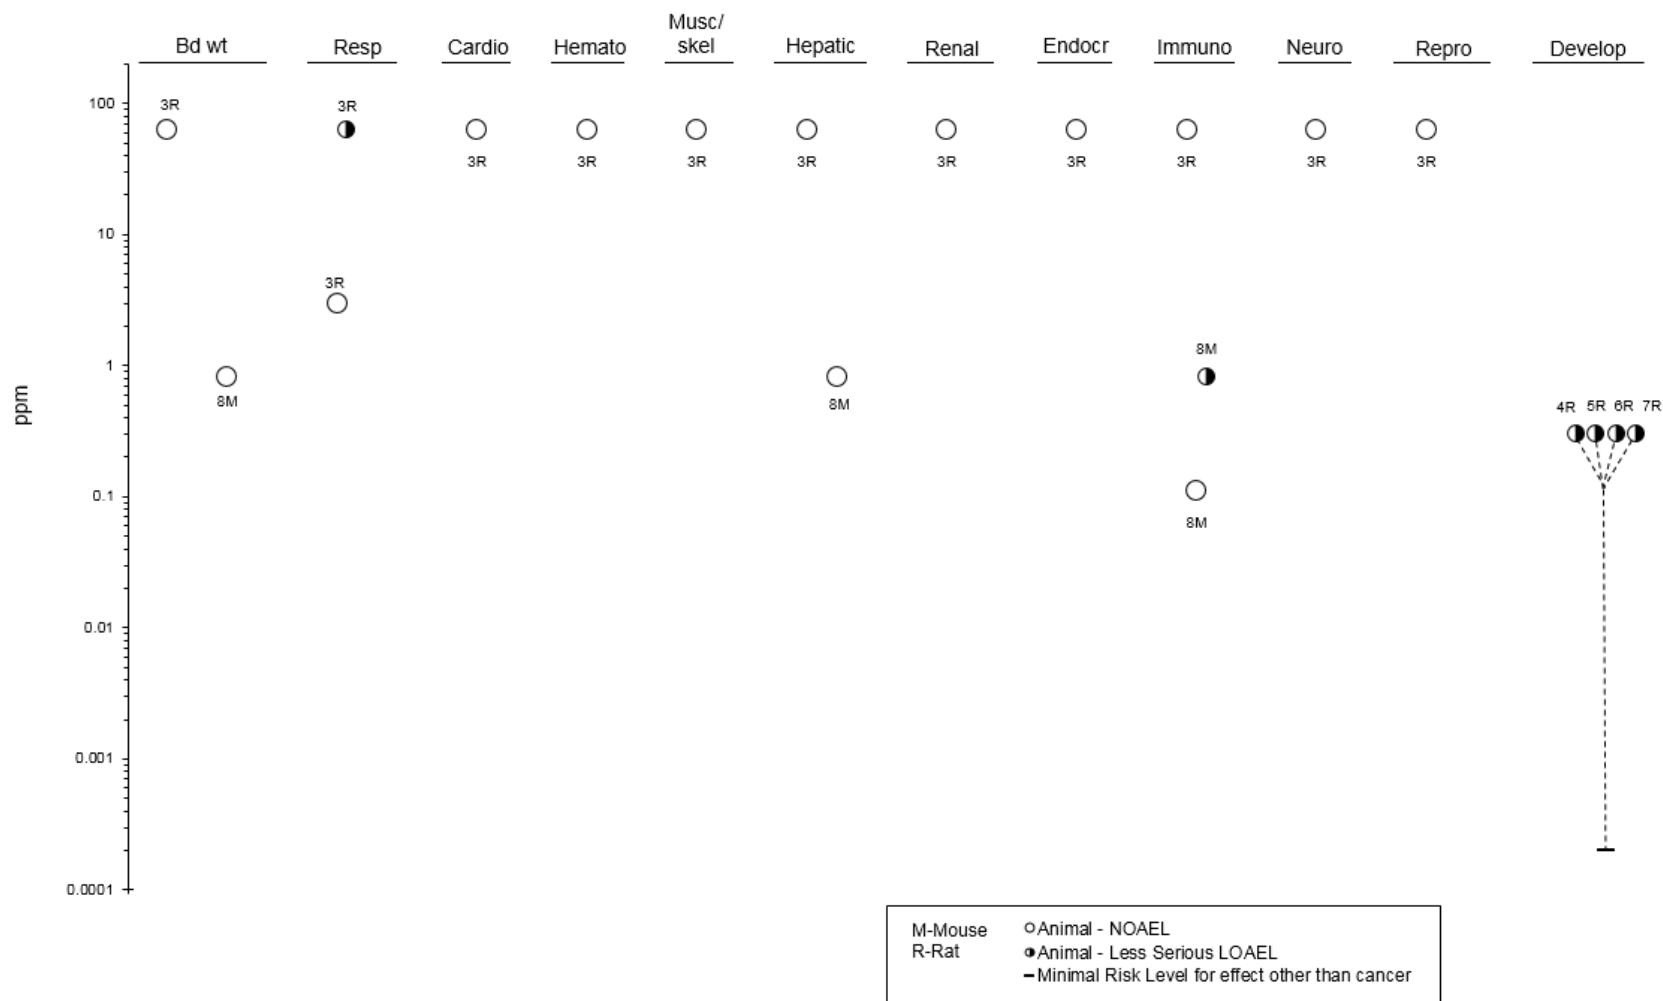 Musc/
Bd wt Resp Cardio Hemato skel Hepatic Renal Endocr Immuno Neuro Repro Develop
100
3R 3R
3R 3R 3R 3R 3R 3R 3R 3R 3R
10
3R
1
8M
8M 8M
ppm
4R 5R 6R 7R
0.1
8M
0.01
0.001
0.0001
M-Mouse
R-Rat
Animal - NOAEL
Animal - Less Serious LOAEL
Minimal Risk Level for effect other than cancer